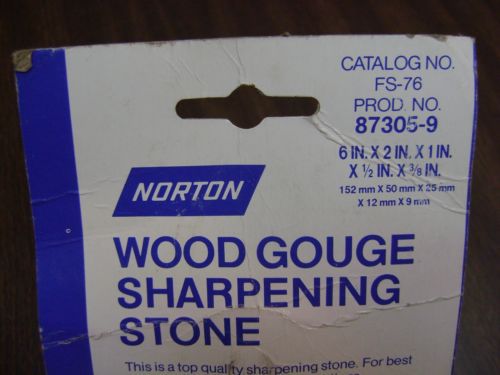 CATALOG NO.
FS-76
PROD. NO.
87305-9
6 IN. X 2 IN. X 1 IN.
X ½ IN. X ⅜ IN.
152 mm X 50 mm X 25 mm
X 12 mm X 9 mm
NORTON
WOOD GOUGE
SHARPENING
STONE
This is a top quality sharpening stone. For best